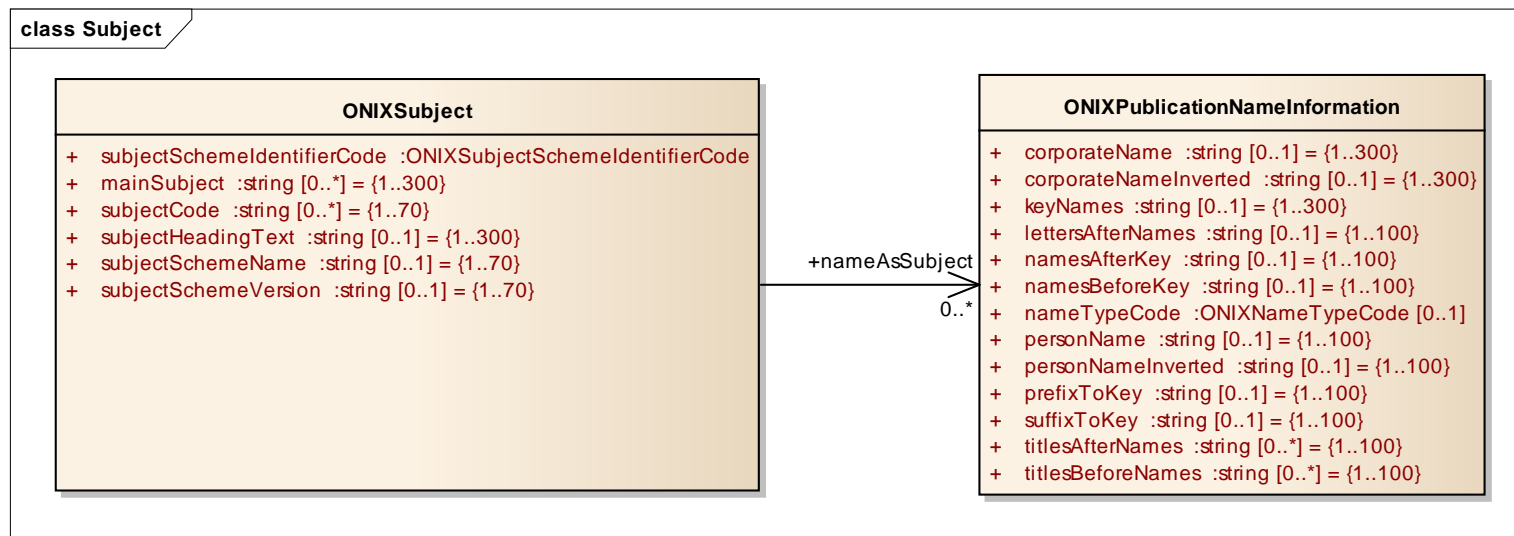 class Subject
ONIXSubject
+ subjectSchemeIdentifierCode :ONIXSubjectSchemeIdentifierCode
+ mainSubject :string [0..*] = {1..300}
+ subjectCode :string [0..*] = {1..70}
+ subjectHeadingText :string [0..1] = {1..300}
+ subjectSchemeName :string [0..1] = {1..70}
+ subjectSchemeVersion :string [0..1] = {1..70}
+nameAsSubject
0..*
ONIXPublicationNameInformation
+ corporateName :string [0..1] = {1..300}
+ corporateNameInverted :string [0..1] = {1..300}
+ keyNames :string [0..1] = {1..300}
+ lettersAfterNames :string [0..1] = {1..100}
+ namesAfterKey :string [0..1] = {1..100}
+ namesBeforeKey :string [0..1] = {1..100}
+ nameTypeCode :ONIXNameTypeCode [0..1]
+ personName :string [0..1] = {1..100}
+ personNameInverted :string [0..1] = {1..100}
+ prefixToKey :string [0..1] = {1..100}
+ suffixToKey :string [0..1] = {1..100}
+ titlesAfterNames :string [0..*] = {1..100}
+ titlesBeforeNames :string [0..*] = {1..100}